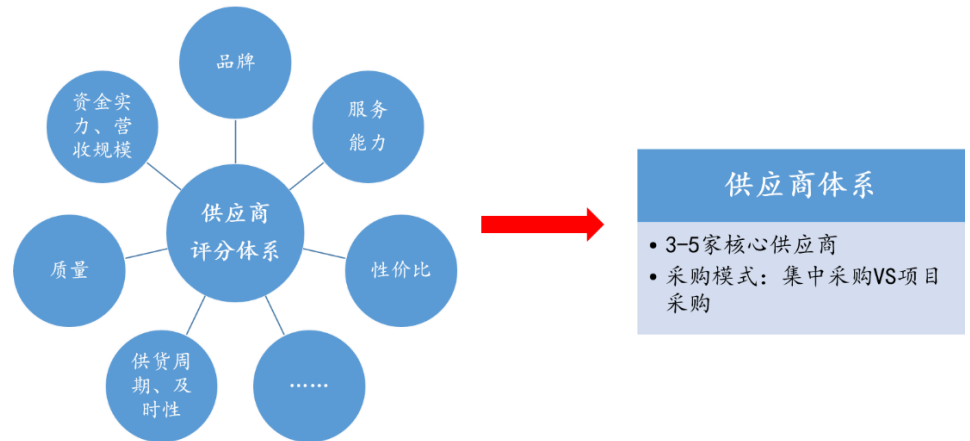 品牌
服务
能力
性价比
……
供货周
期、及
时性
质量
资金实
力、营
收规模
供应商
评分体系
供应商体系
• 3-5家核心供应商
• 采购模式：集中采购VS项目
采购